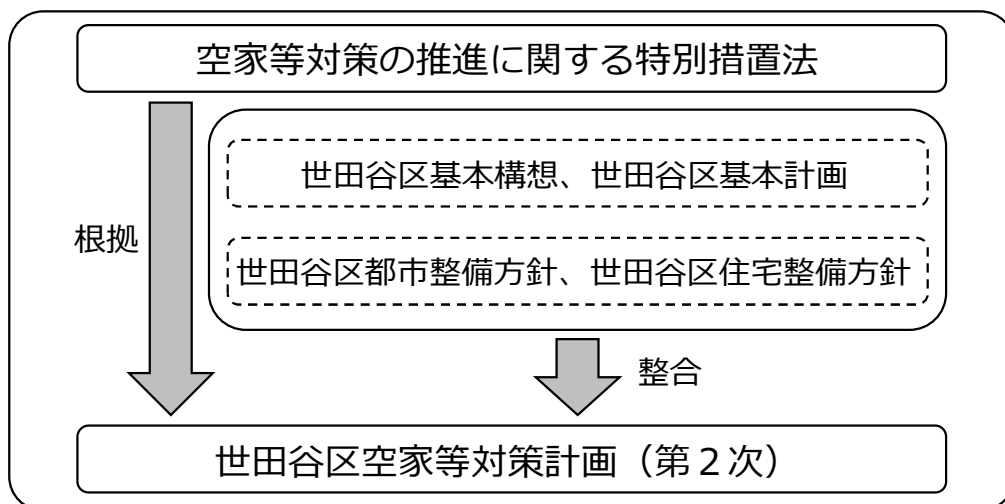 空家等対策の推進に関する特別措置法
世田谷区基本構想、世田谷区基本計画
根拠
世田谷区都市整備方針、世田谷区住宅整備方針
整合
世田谷区空家等対策計画（第２次）